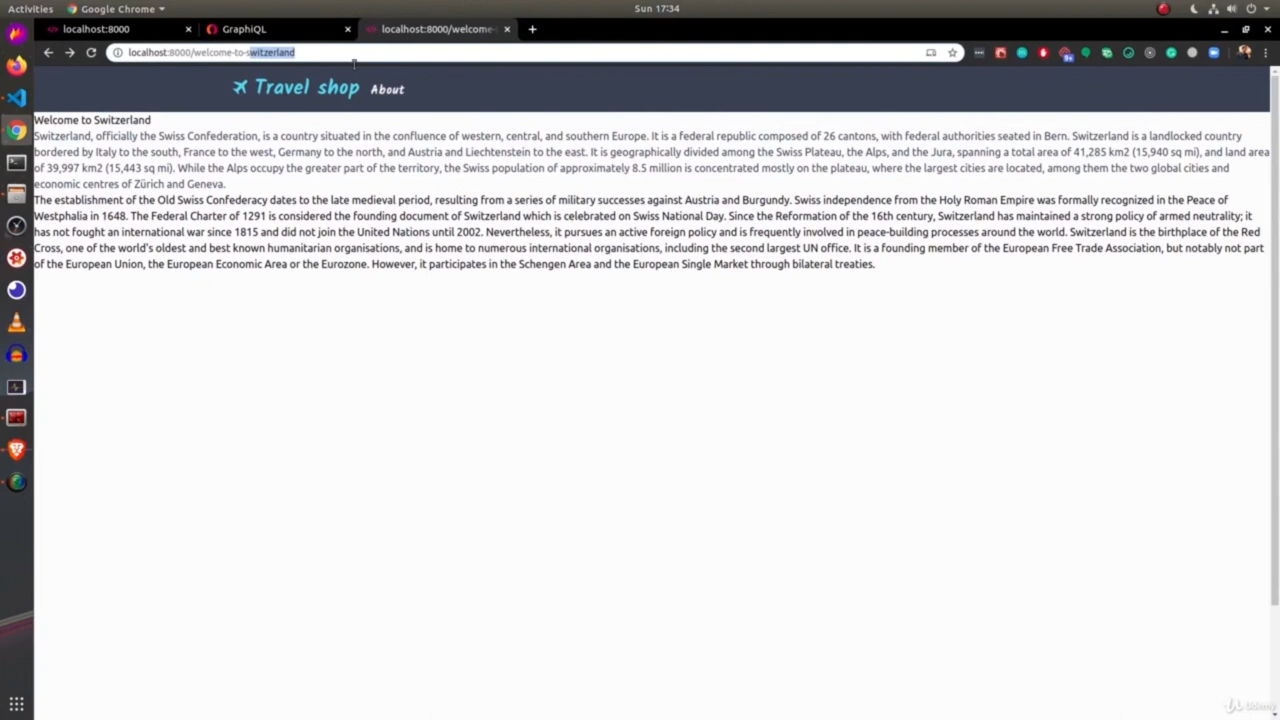 Activities Google Chrome Sun 17:34
localhost:8000 GraphiQL localhost:8000/welcome-
localhost:8000/welcome-to-switzerland
Travel shop About
Welcome to Switzerland
Switzerland, officially the Swiss Confederation, is a country situated in the confluence of western, central, and southern Europe. It is a federal republic composed of 26 cantons, with federal authorities seated in Bern. Switzerland is a landlocked country
bordered by Italy to the south, France to the west, Germany to the north, and Austria and Liechtenstein to the east. It is geographically divided among the Swiss Plateau, the Alps, and the Jura, spanning a total area of 41,285 km2 (15,940 sq mi), and land area
of 39,997 km2 (15,443 sq mi). While the Alps occupy the greater part of the territory, the Swiss population of approximately 8.5 million is concentrated mostly on the plateau, where the largest cities are located, among them the two global cities and
economic centres of Zürich and Geneva.
The establishment of the Old Swiss Confederacy dates to the late medieval period, resulting from a series of military successes against Austria and Burgundy. Swiss independence from the Holy Roman Empire was formally recognized in the Peace of
Westphalia in 1648. The Federal Charter of 1291 is considered the founding document of Switzerland which is celebrated on Swiss National Day. Since the Reformation of the 16th century, Switzerland has maintained a strong policy of armed neutrality; it
has not fought an international war since 1815 and did not join the United Nations until 2002. Nevertheless, it pursues an active foreign policy and is frequently involved in peace-building processes around the world. Switzerland is the birthplace of the Red
Cross, one of the world's oldest and best known humanitarian organisations, and is home to numerous international organisations, including the second largest UN office. It is a founding member of the European Free Trade Association, but notably not part
of the European Union, the European Economic Area or the Eurozone. However, it participates in the Schengen Area and the European Single Market through bilateral treaties.
Udemy